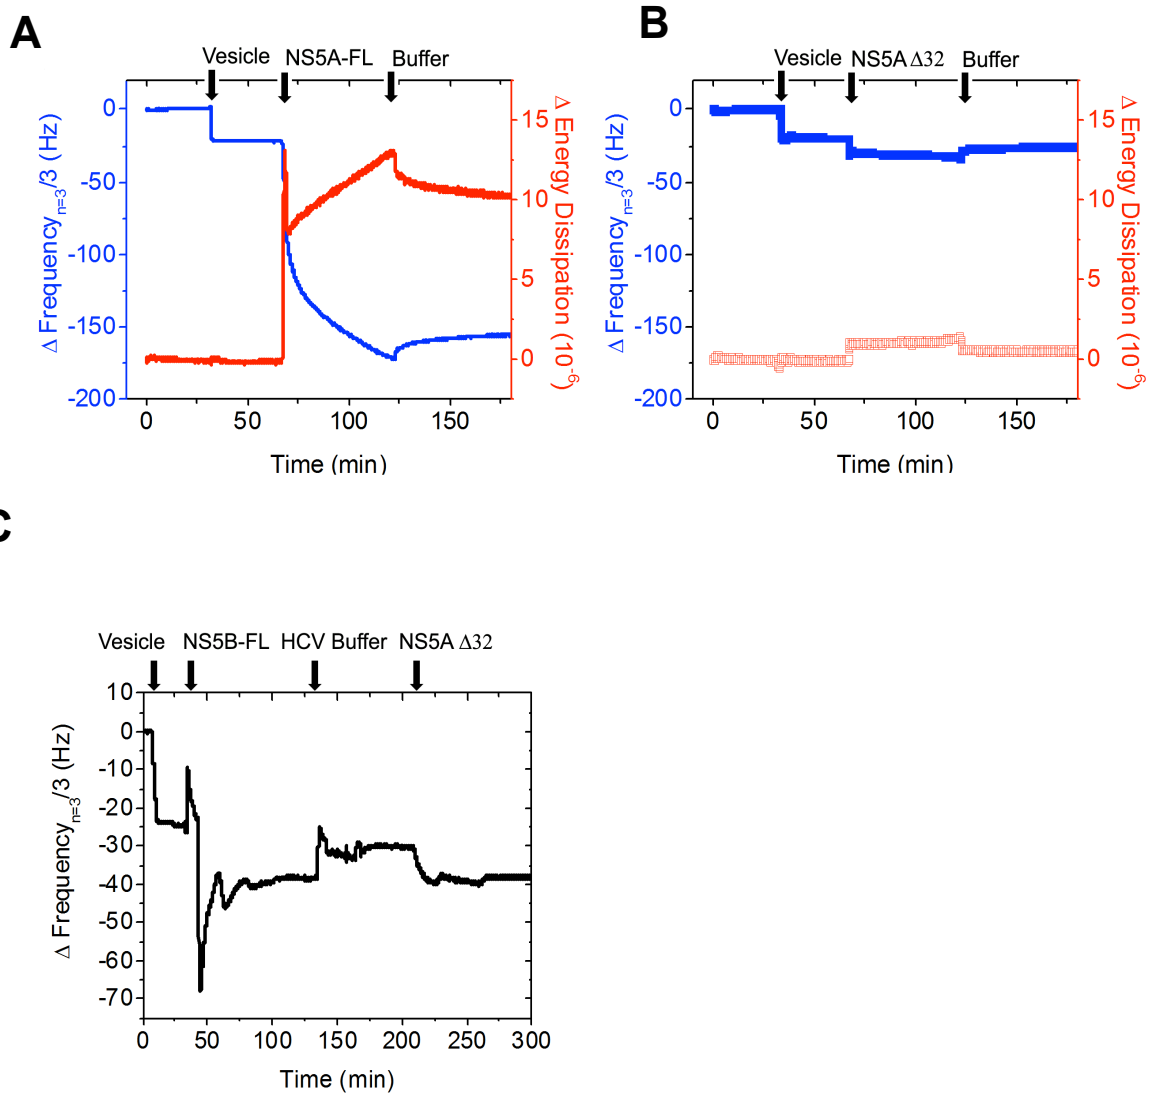 A
Vesicle NS5A-FL Buffer
0
-50
-100
-150
-200
Δ Frequency n=3/3 (Hz)
15
10
5
0
Δ Energy Dissipation (10-6)
0 50 100 150
Time (min)
B
Vesicle NS5A Δ32 Buffer
0
-50
-100
-150
-200
Δ Frequency n=3/3 (Hz)
15
10
5
0
Δ Energy Dissipation (10-6)
0 50 100 150
Time (min)
C
Vesicle NS5B-FL HCV Buffer NS5A Δ32
10
0
-10
-20
-30
-40
-50
-60
-70
Δ Frequency n=3/3 (Hz)
0 50 100 150 200 250 300
Time (min)